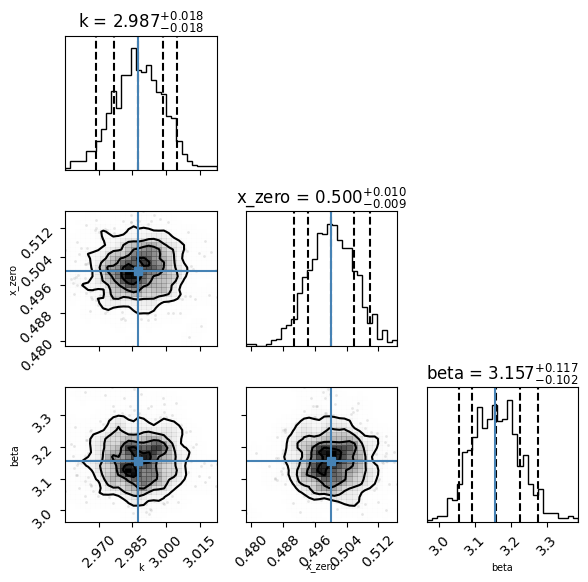 k = 2.987+0.018−0.018
x_zero = 0.500+0.010−0.009
0.512
0.504
0.496
0.488
0.480
x_zero
beta = 3.157+0.117−0.102
3.3
3.2
3.1
3.0
beta
2.970
2.985
3.000
3.015
k
0.480
0.488
0.496
0.504
0.512
x_zero
3.0
3.1
3.2
3.3
beta